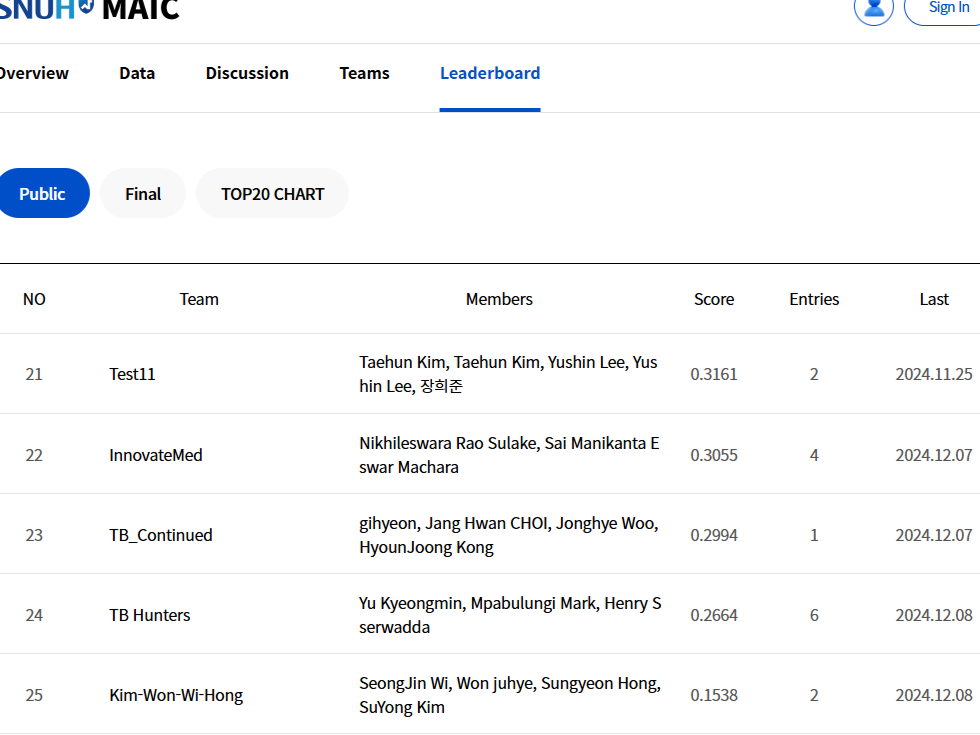 SNUH MAIC
Sign In
Overview Data Discussion Teams Leaderboard
Public Final TOP20 CHART
NO Team Members Score Entries Last
21 Test11 Taehun Kim, Taehun Kim, Yushin Lee, Yus
hin Lee, 장희준 0.3161 2 2024.11.25
22 InnovateMed Nikhileswara Rao Sulake, Sai Manikanta E
swar Machara 0.3055 4 2024.12.07
23 TB_Continued gihyeon, Jang Hwan CHOI, Jonghye Woo,
HyounJoong Kong 0.2994 1 2024.12.07
24 TB Hunters Yu Kyeongmin, Mpabulungi Mark, Henry S
serwadda 0.2664 6 2024.12.08
25 Kim-Won-Wi-Hong SeongJin Wi, Won juhye, Sungyeon Hong,
SuYong Kim 0.1538 2 2024.12.08